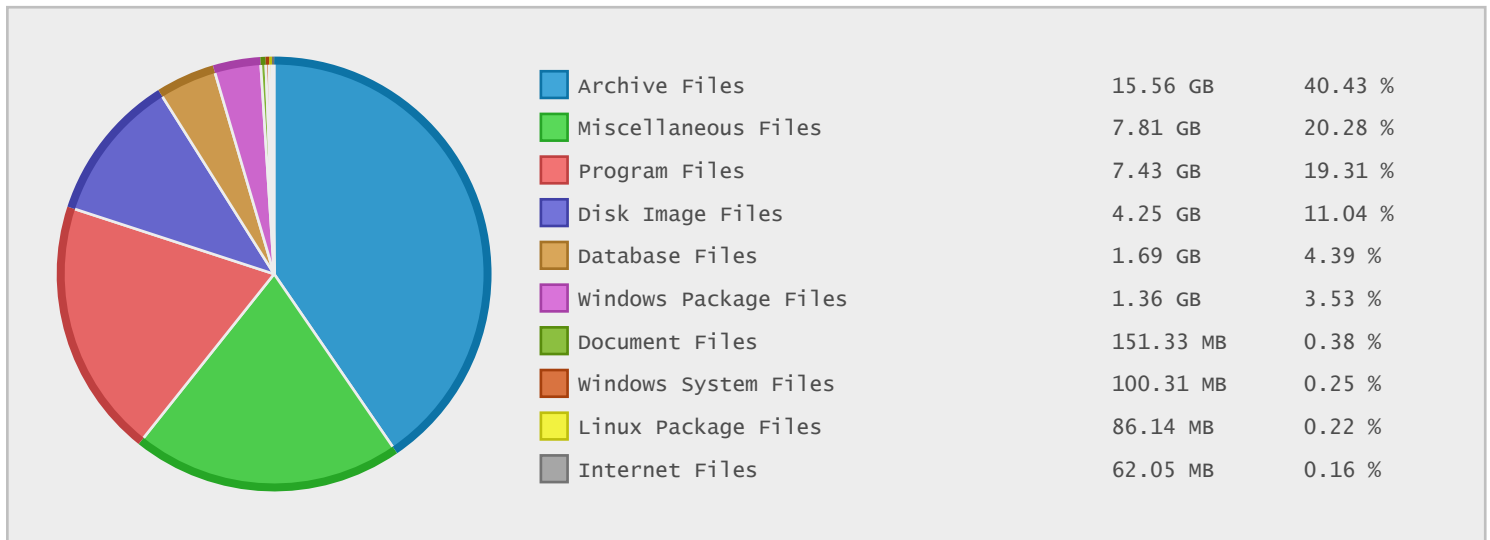 Archive Files 15.56 GB 40.43 %
Miscellaneous Files 7.81 GB 20.28 %
Program Files 7.43 GB 19.31 %
Disk Image Files 4.25 GB 11.04 %
Database Files 1.69 GB 4.39 %
Windows Package Files 1.36 GB 3.53 %
Document Files 151.33 MB 0.38 %
Windows System Files 100.31 MB 0.25 %
Linux Package Files 86.14 MB 0.22 %
Internet Files 62.05 MB 0.16 %